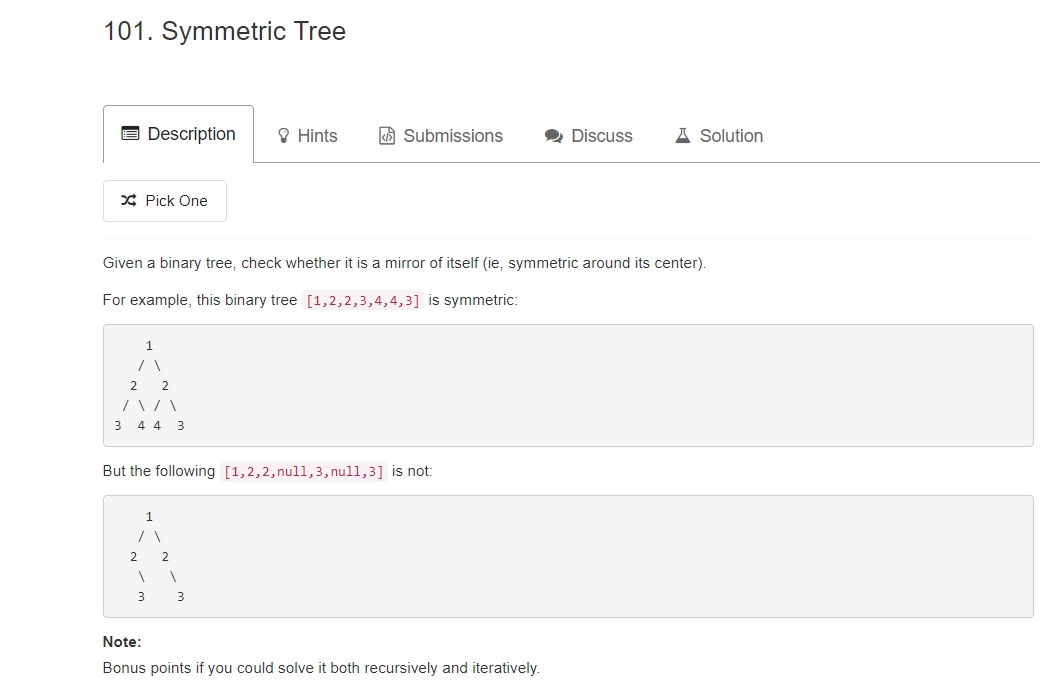 101. Symmetric Tree
Description Hints Submissions Discuss Solution
Pick One
Given a binary tree, check whether it is a mirror of itself (ie, symmetric around its center).
For example, this binary tree [1,2,2,3,4,4,3] is symmetric:
    1
   / \
  2   2
 / \ / \
3  4 4  3
But the following [1,2,2,null,3,null,3] is not:
    1
   / \
  2   2
   \   \
   3    3
Note:
Bonus points if you could solve it both recursively and iteratively.